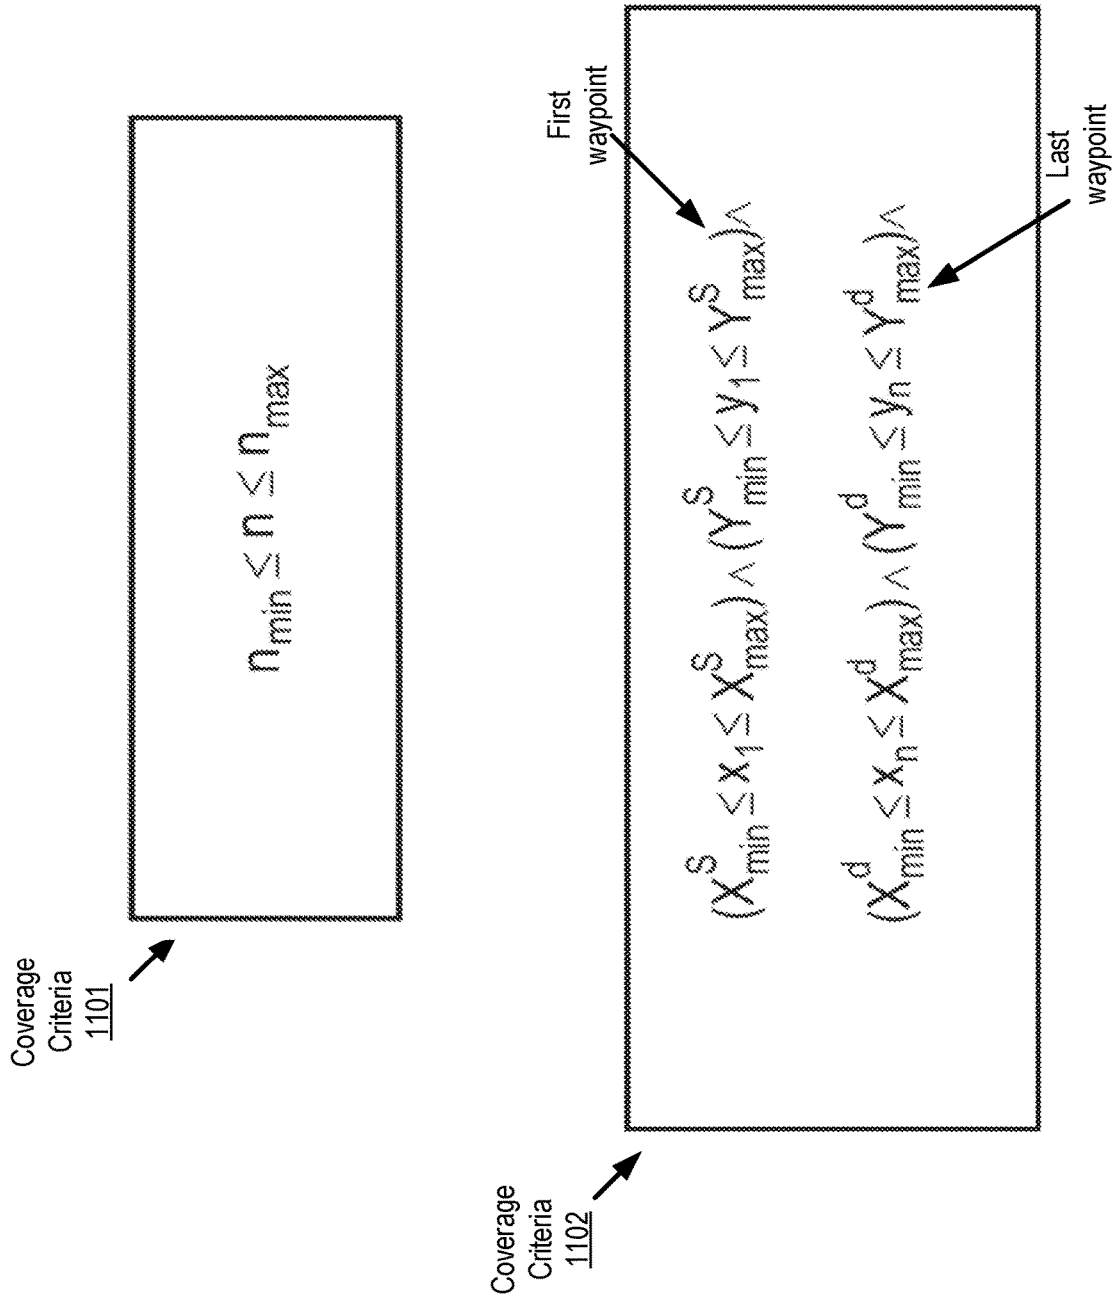 Coverage
Criteria
1101
n_min ≤ n ≤ n_max
Coverage
Criteria
1102
First
waypoint
(X^S_min ≤ x_1 ≤ X^S_max) ∧ (Y^S_min ≤ y_1 ≤ Y^S_max) ∧
(X^d_min ≤ x_n ≤ X^d_max) ∧ (Y^d_min ≤ y_n ≤ Y^d_max) ∧
Last
waypoint